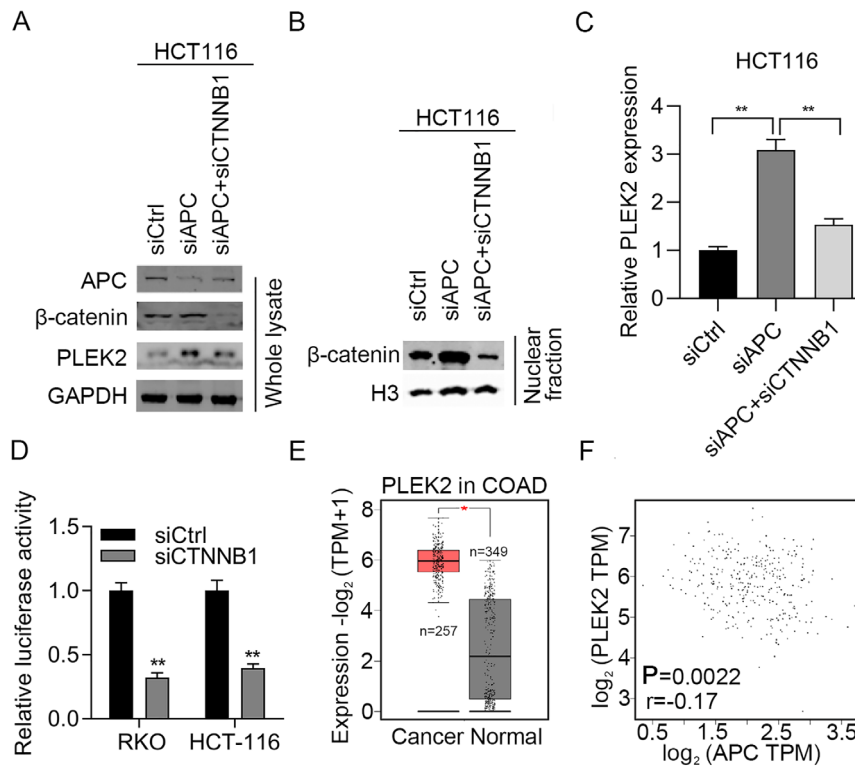 A
HCT116
siCtrl
siAPC
siAPC+siCTNNB1
APC
β-catenin
PLEK2
GAPDH
Whole lysate
B
HCT116
siCtrl
siAPC
siAPC+siCTNNB1
β-catenin
H3
Nuclear fraction
C
HCT116
** **
Relative PLEK2 expression
4
3
2
1
0
siCtrl
siAPC
siAPC+siCTNNB1
D
Relative luciferase activity
1.5
1.0
0.5
0.0
siCtrl
siCTNNB1
** **
RKO HCT-116
E
PLEK2 in COAD
*
Expression -log2 (TPM+1)
8
6
4
2
0
n=349
n=257
Cancer Normal
F
log2 (PLEK2 TPM)
7
6
5
4
3
P=0.0022
r=-0.17
0.5 1.5 2.5 3.5
log2 (APC TPM)